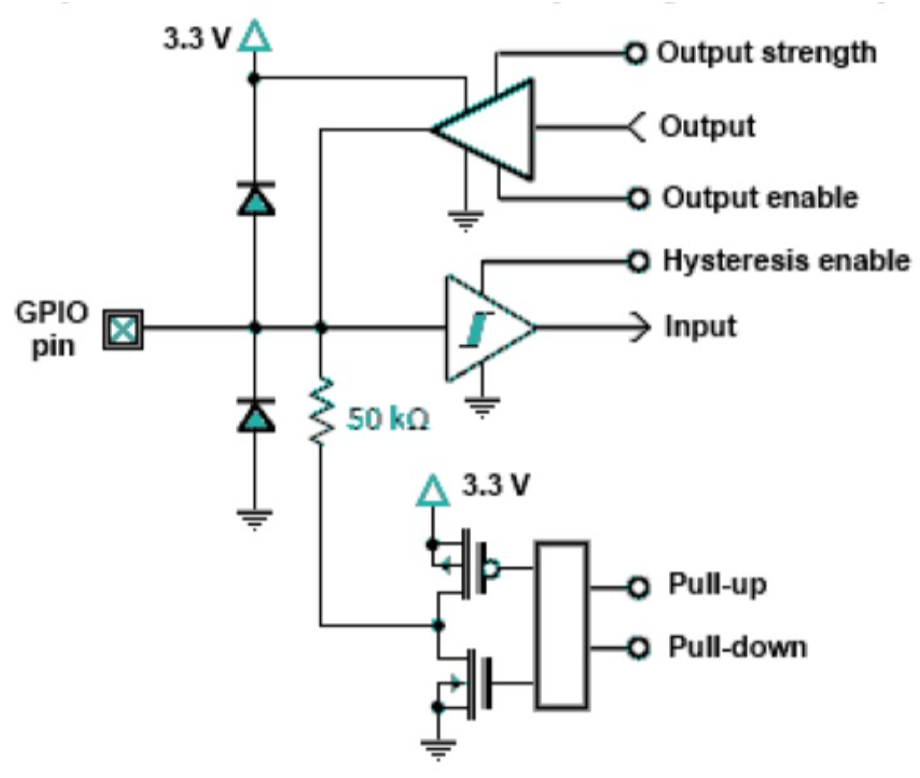 3.3 V
Output strength
Output
Output enable
Hysteresis enable
GPIO
pin
Input
50 kΩ
3.3 V
Pull-up
Pull-down